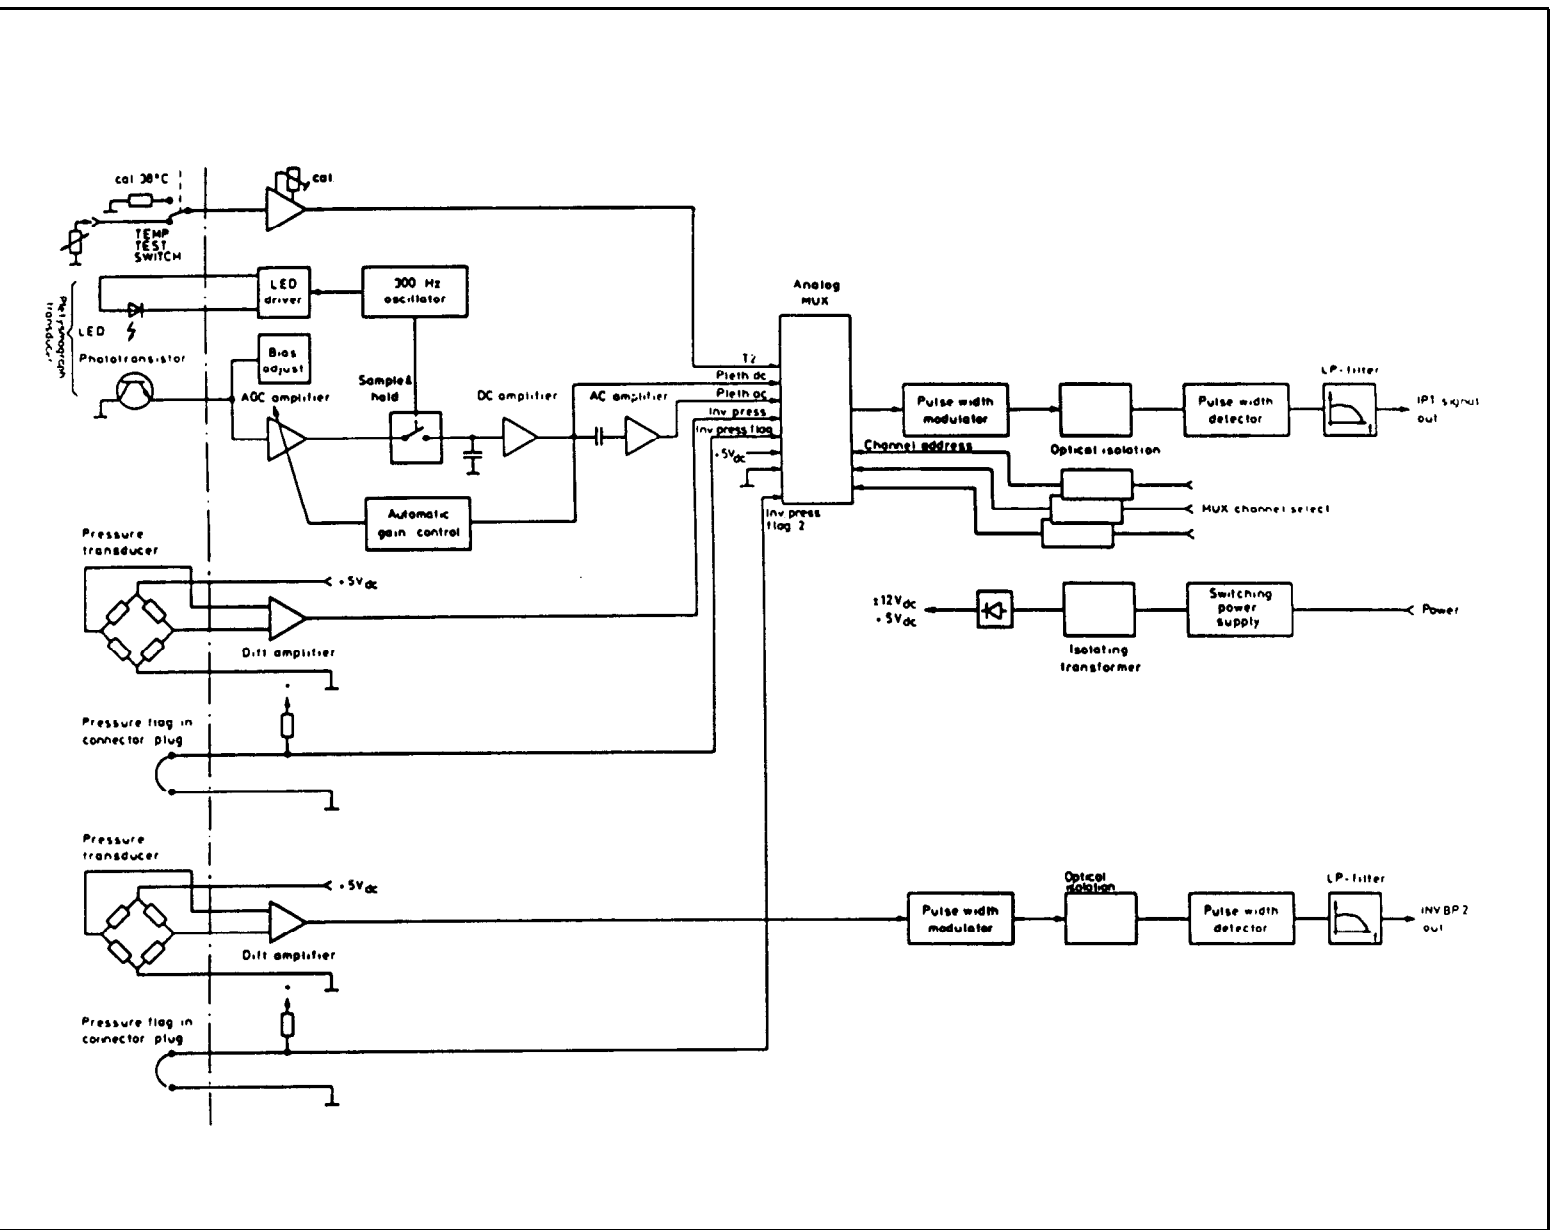 cal 38°C
cal.
TEMP
TEST
SWITCH
LED
driver
300 Hz
oscillator
Pletysmograph
transducer
LED
Phototransistor
Bias
adjust
AGC amplifier
Sample&
hold
DC amplifier
AC amplifier
Automatic
gain control
Analog
MUX
T2
Pleth dc
Pleth ac
Inv press
Inv press flag
+5Vdc
Inv press
flag 2
Channel address
Pulse width
modulator
Optical isolation
Pulse width
detector
LP-filter
IPT signal
out
MUX channel select
±12Vdc
+5Vdc
Isolating
transformer
Switching
power
supply
Power
Pressure
transducer
+5Vdc
Diff amplifier
Pressure flag in
connector plug
Pressure
transducer
+5Vdc
Diff amplifier
Pressure flag in
connector plug
Pulse width
modulator
Optical
isolation
Pulse width
detector
LP-filter
INVBP2
out